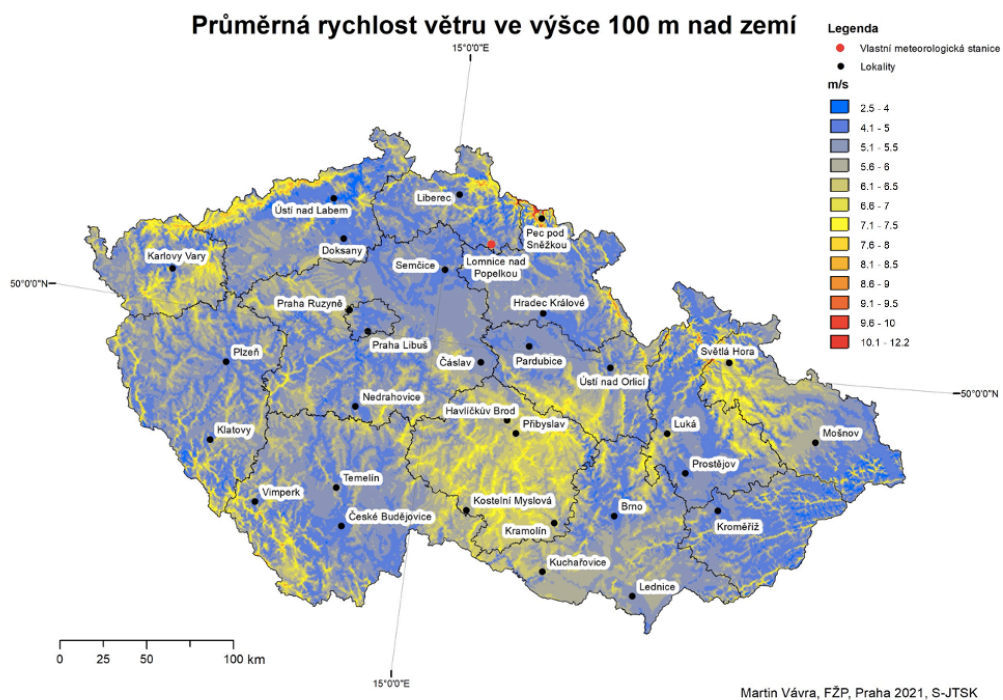 Průměrná rychlost větru ve výšce 100 m nad zemí
15°0'0"E
Legenda
Vlastní meteorologická stanice
Lokality
m/s
2.5 - 4
4.1 - 5
5.1 - 5.5
5.6 - 6
6.1 - 6.5
6.6 - 7
7.1 - 7.5
7.6 - 8
8.1 - 8.5
8.6 - 9
9.1 - 9.5
9.6 - 10
10.1 - 12.2
Liberec
Ústí nad Labem
Pec pod
Sněžkou
Doksany
Karlovy Vary
Semčice
Lomnice nad
Popelkou
50°0'0"N
Praha Ruzyně
Hradec Králové
Praha Libuš
Plzeň
Čáslav
Pardubice
Světlá Hora
Ústí nad Orlicí
50°0'0"N
Nedrahovice
Havlíčkův Brod
Přibyslav
Klatovy
Luká
Mošnov
Prostějov
Temelín
Vimperk
Kostelní Myslová
České Budějovice
Brno
Kroměříž
Kramolín
Kuchařovice
Lednice
0 25 50 100 km
15°0'0"E
Martin Vávra, FŽP, Praha 2021, S-JTSK